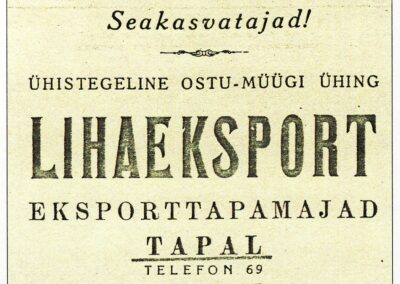 Seakasvatajad!
ÜHISTEGELINE OSTU-MÜÜGI ÜHING
LIHAEKSPORT
EKSPORTTAPAMAJAD
TAPAL
TELEFON 69